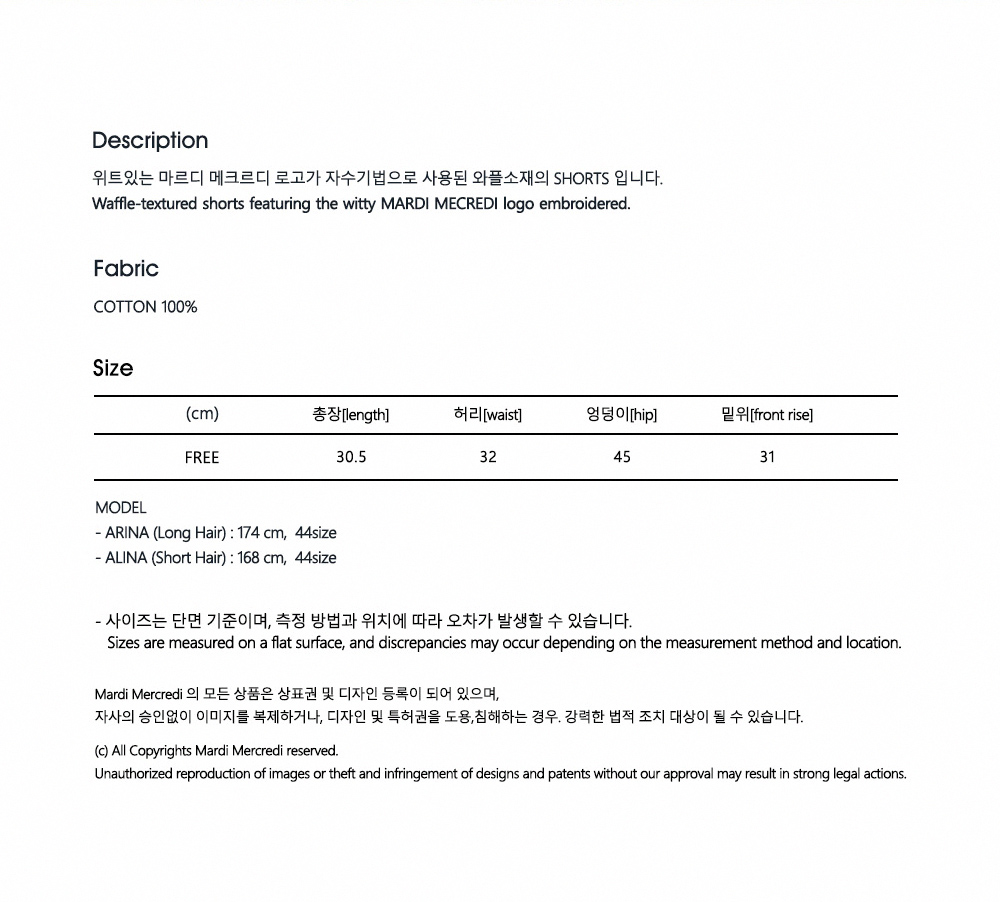 Description
위트있는 마르디 메크르디 로고가 자수기법으로 사용된 와플소재의 SHORTS 입니다.
Waffle-textured shorts featuring the witty MARDI MECREDI logo embroidered.
Fabric
COTTON 100%
Size
(cm) 총장[length] 허리[waist] 엉덩이[hip] 밑위[front rise]
FREE 30.5 32 45 31
MODEL
- ARINA (Long Hair) : 174 cm, 44size
- ALINA (Short Hair) : 168 cm, 44size
- 사이즈는 단면 기준이며, 측정 방법과 위치에 따라 오차가 발생할 수 있습니다.
Sizes are measured on a flat surface, and discrepancies may occur depending on the measurement method and location.
Mardi Mercredi 의 모든 상품은 상표권 및 디자인 등록이 되어 있으며,
자사의 승인없이 이미지를 복제하거나, 디자인 및 특허권을 도용,침해하는 경우. 강력한 법적 조치 대상이 될 수 있습니다.
(c) All Copyrights Mardi Mercredi reserved.
Unauthorized reproduction of images or theft and infringement of designs and patents without our approval may result in strong legal actions.